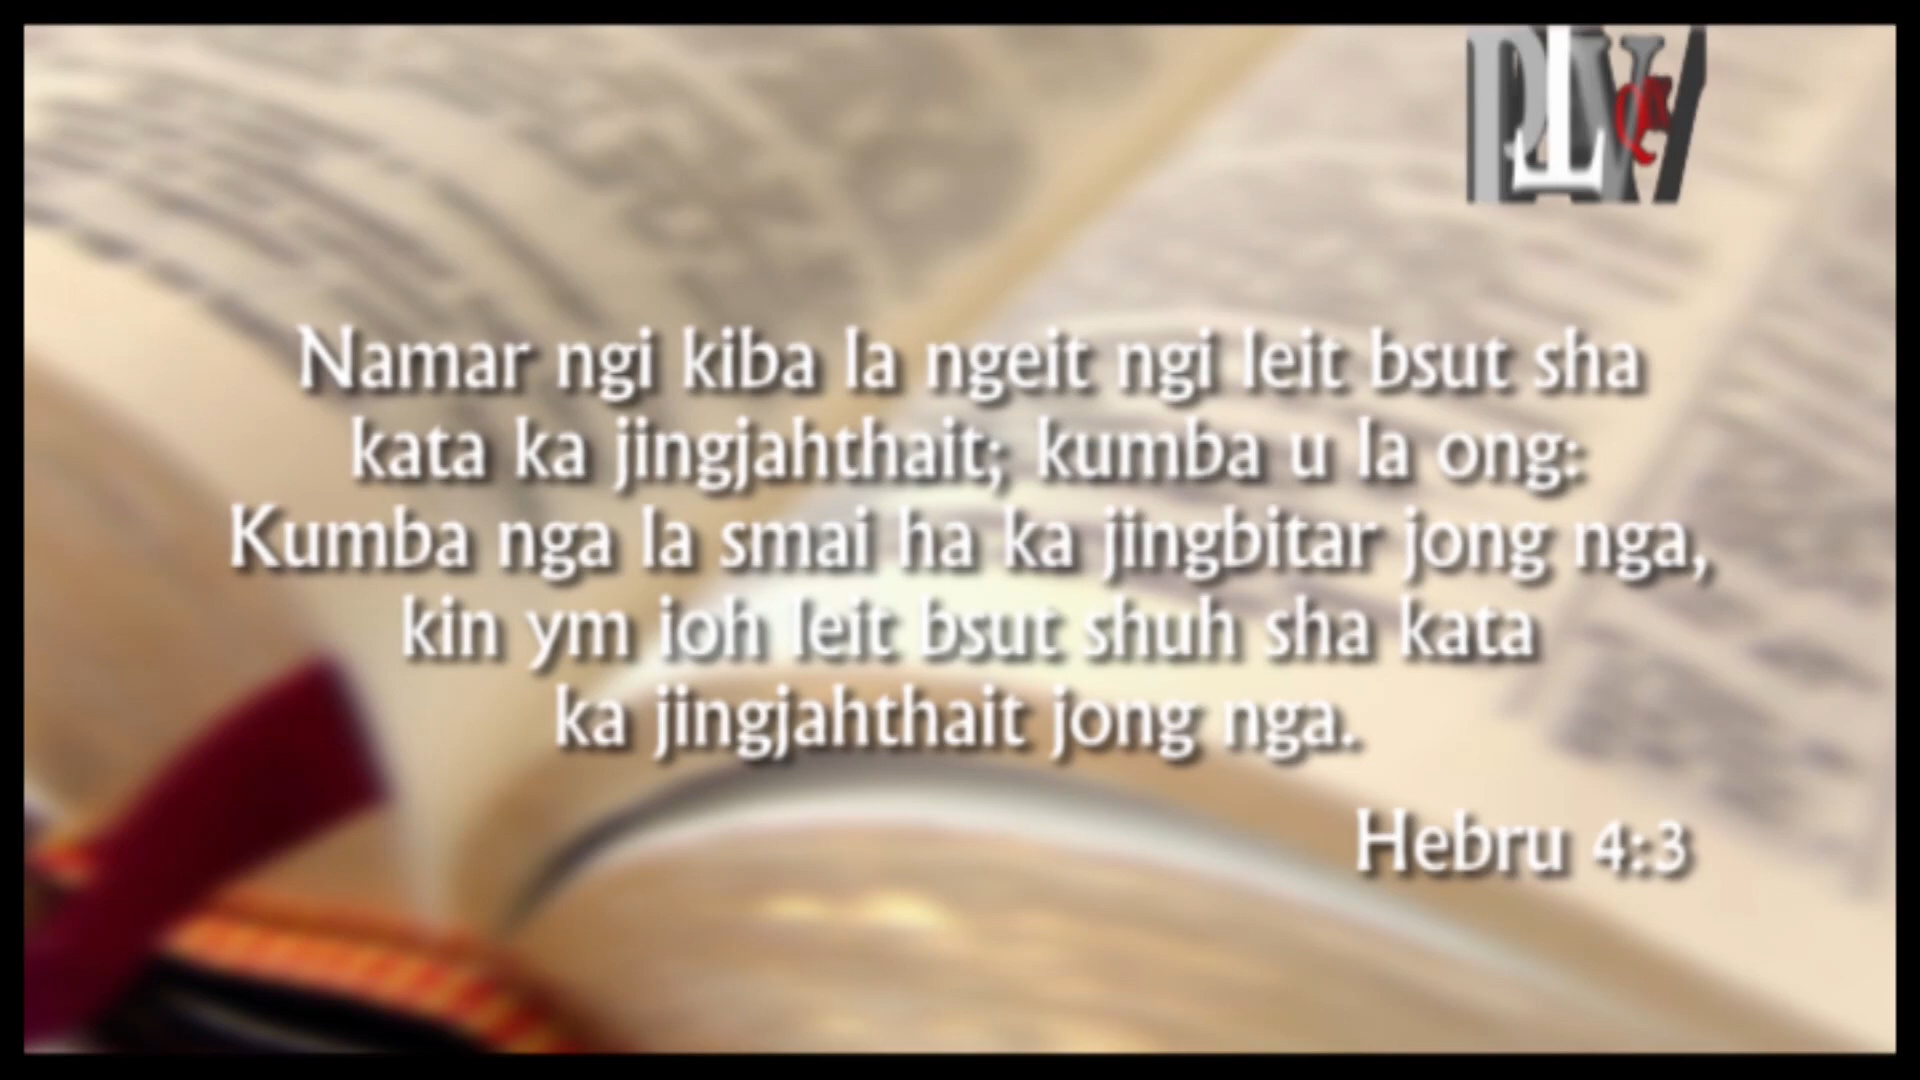 Namar ngi kiba la ngeit ngi leit bsut sha
kata ka jingjahthait; kumba u la ong:
Kumba nga la smai ha ka jingbitar jong nga,
kin ym ioh leit bsut shuh sha kata
ka jingjahthait jong nga.
Hebru 4:3